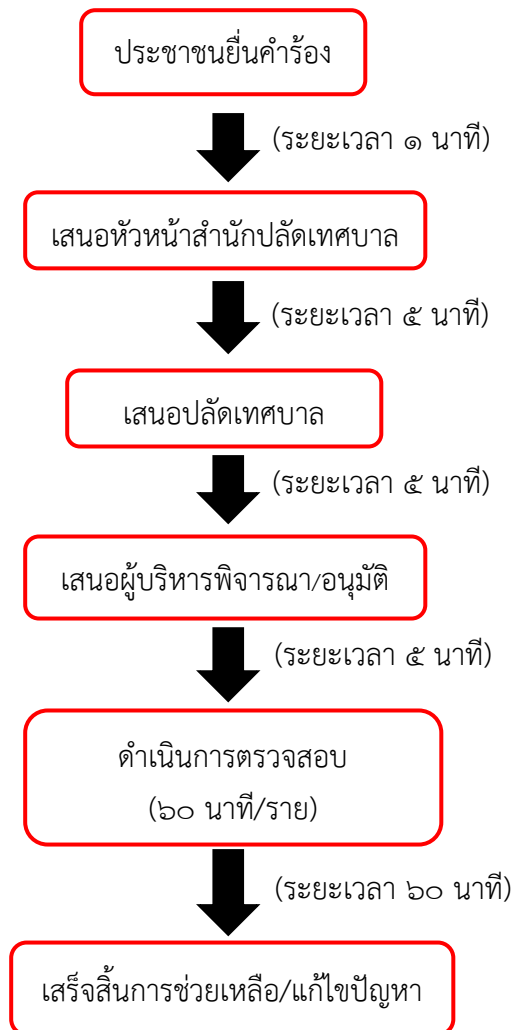 ประชาชนยื่นคำร้อง
(ระยะเวลา ๑ นาที)
เสนอหัวหน้าสำนักปลัดเทศบาล
(ระยะเวลา ๕ นาที)
เสนอปลัดเทศบาล
(ระยะเวลา ๕ นาที)
เสนอผู้บริหารพิจารณา/อนุมัติ
(ระยะเวลา ๕ นาที)
ดำเนินการตรวจสอบ
(๖๐ นาที/ราย)
(ระยะเวลา ๖๐ นาที)
เสร็จสิ้นการช่วยเหลือ/แก้ไขปัญหา